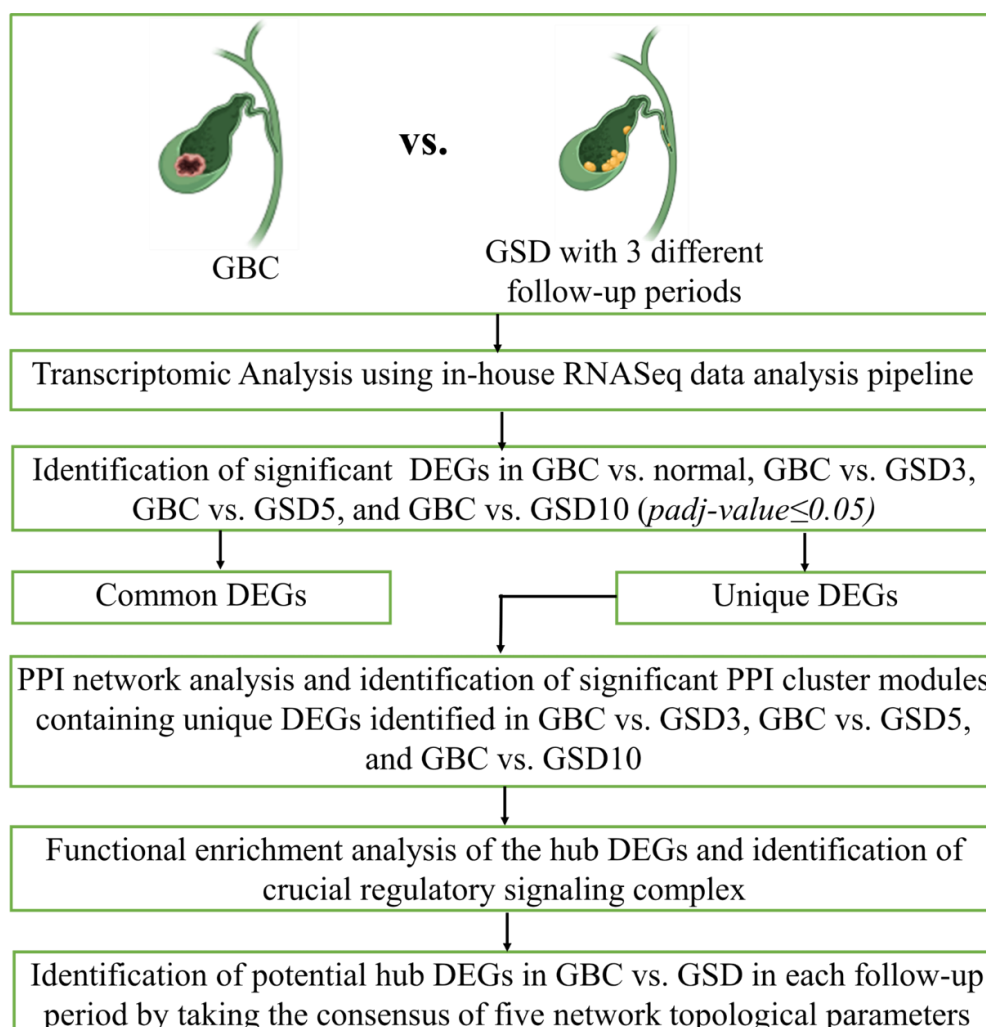 vs.
GBC
GSD with 3 different
follow-up periods
Transcriptomic Analysis using in-house RNASeq data analysis pipeline
Identification of significant DEGs in GBC vs. normal, GBC vs. GSD3,
GBC vs. GSD5, and GBC vs. GSD10 (padj-value≤0.05)
Common DEGs
Unique DEGs
PPI network analysis and identification of significant PPI cluster modules
containing unique DEGs identified in GBC vs. GSD3, GBC vs. GSD5,
and GBC vs. GSD10
Functional enrichment analysis of the hub DEGs and identification of
crucial regulatory signaling complex
Identification of potential hub DEGs in GBC vs. GSD in each follow-up
period by taking the consensus of five network topological parameters